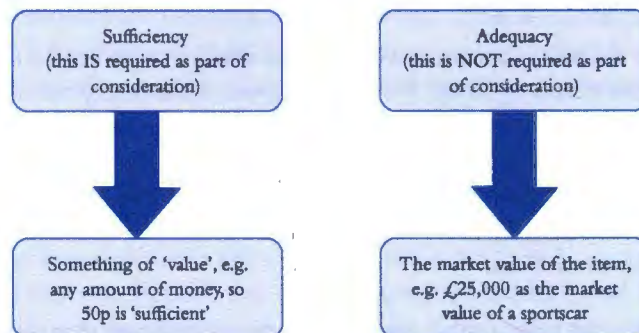 Sufficiency
(this IS required as part of
consideration)
Adequacy
(this is NOT required as part
of consideration)
Something of ‘value’, e.g.
any amount of money, so
50p is ‘sufficient’
The market value of the item,
e.g. £25,000 as the market
value of a sportscar